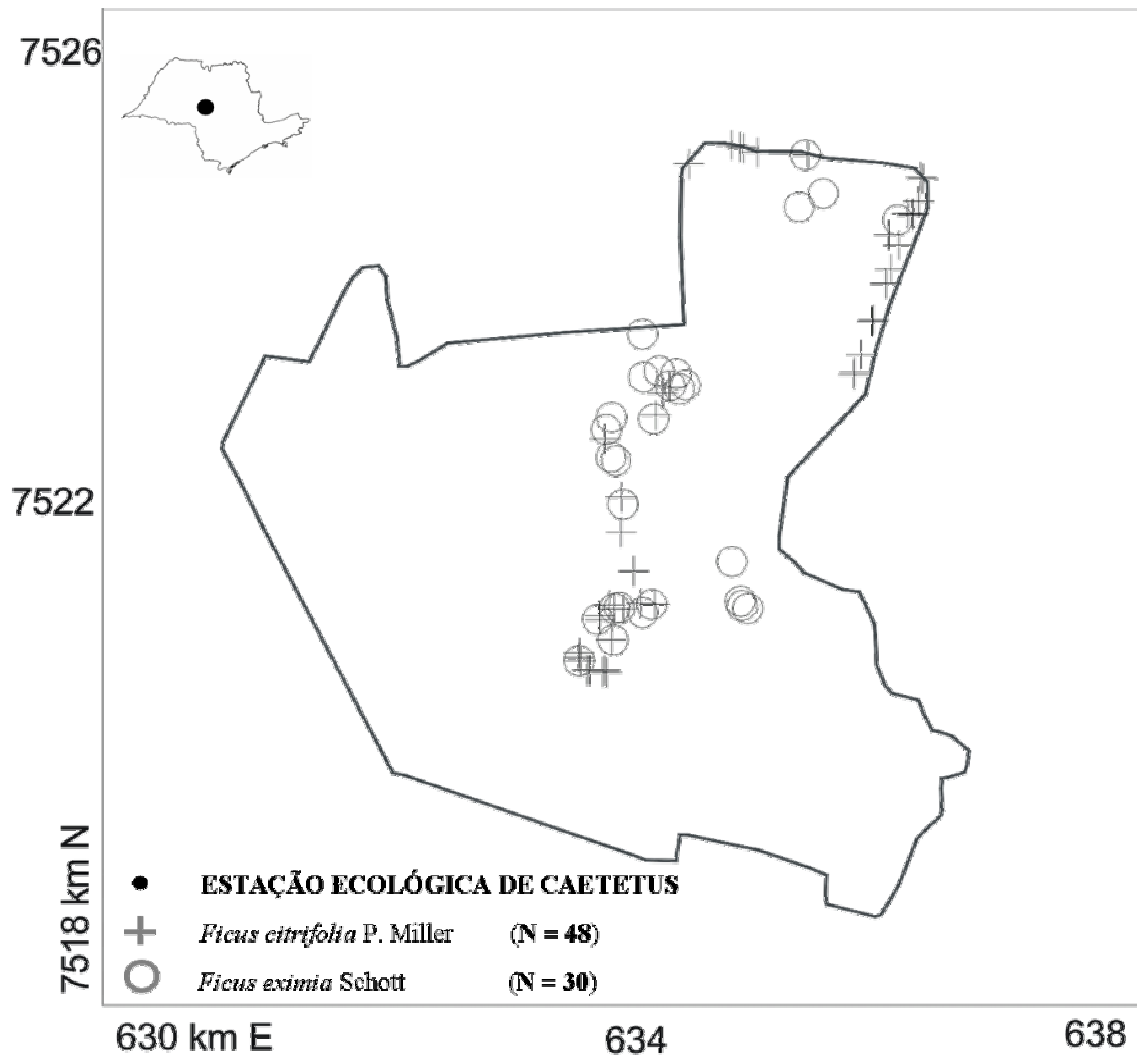 7526
7522
7518 km N
ESTAÇÃO ECOLÓGICA DE CAETETUS
Ficus citrifolia P. Miller (N = 48)
Ficus eximia Schott (N = 30)
630 km E 634 638